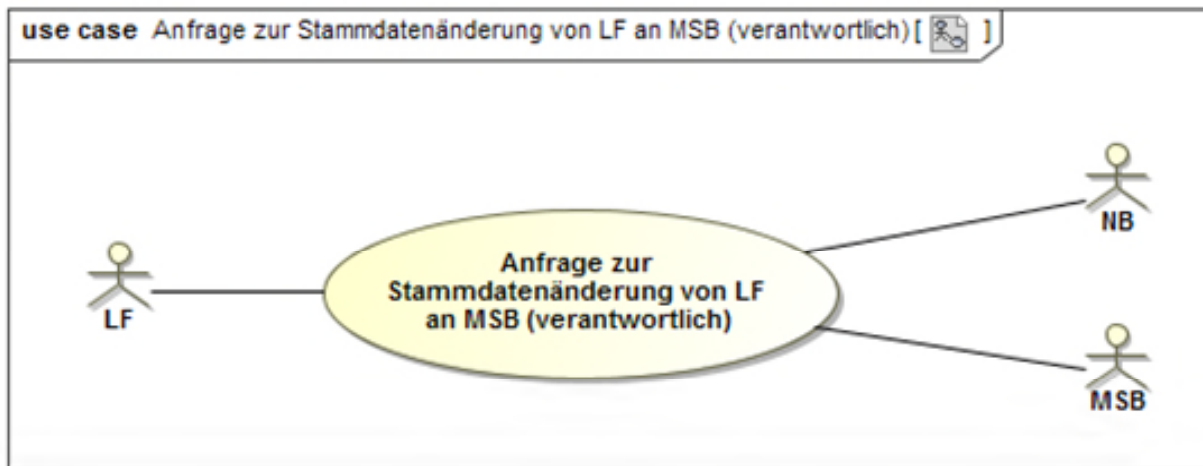 use case Anfrage zur Stammdatenänderung von LF an MSB (verantwortlich) [ ]
NB
Anfrage zur
Stammdatenänderung von LF
an MSB (verantwortlich)
LF
MSB